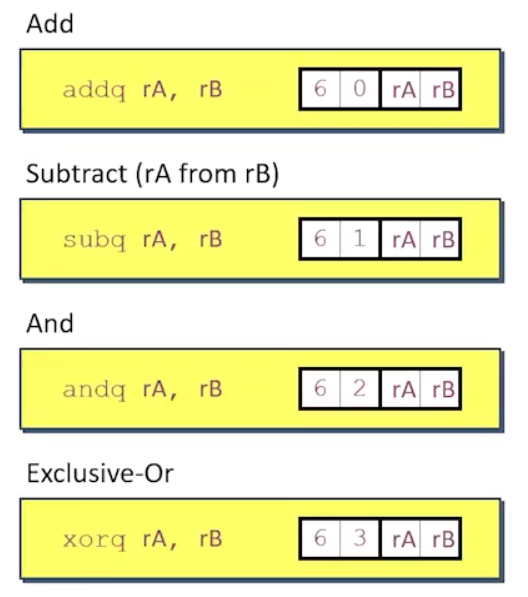 Add
addq rA, rB 6 0 rA rB
Subtract (rA from rB)
subq rA, rB 6 1 rA rB
And
andq rA, rB 6 2 rA rB
Exclusive-Or
xorq rA, rB 6 3 rA rB